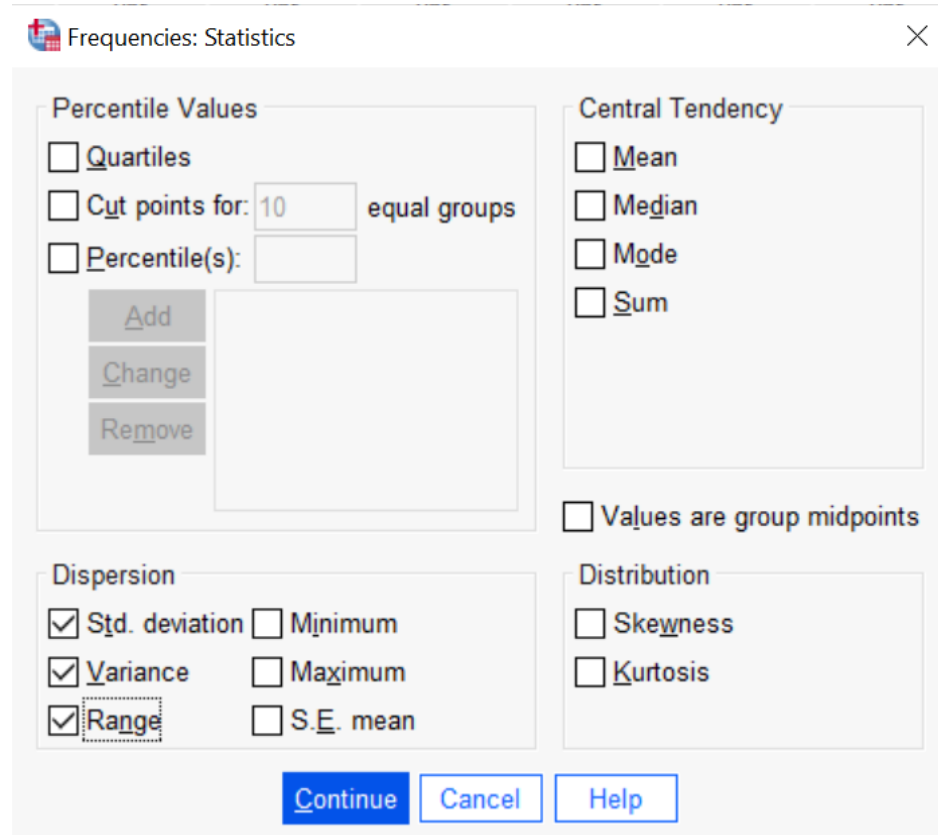 Frequencies: Statistics
Percentile Values
Quartiles
Cut points for: 10 equal groups
Percentile(s):
Add
Change
Remove
Central Tendency
Mean
Median
Mode
Sum
Values are group midpoints
Dispersion
Std. deviation Minimum
Variance Maximum
Range S.E. mean
Distribution
Skewness
Kurtosis
Continue Cancel Help